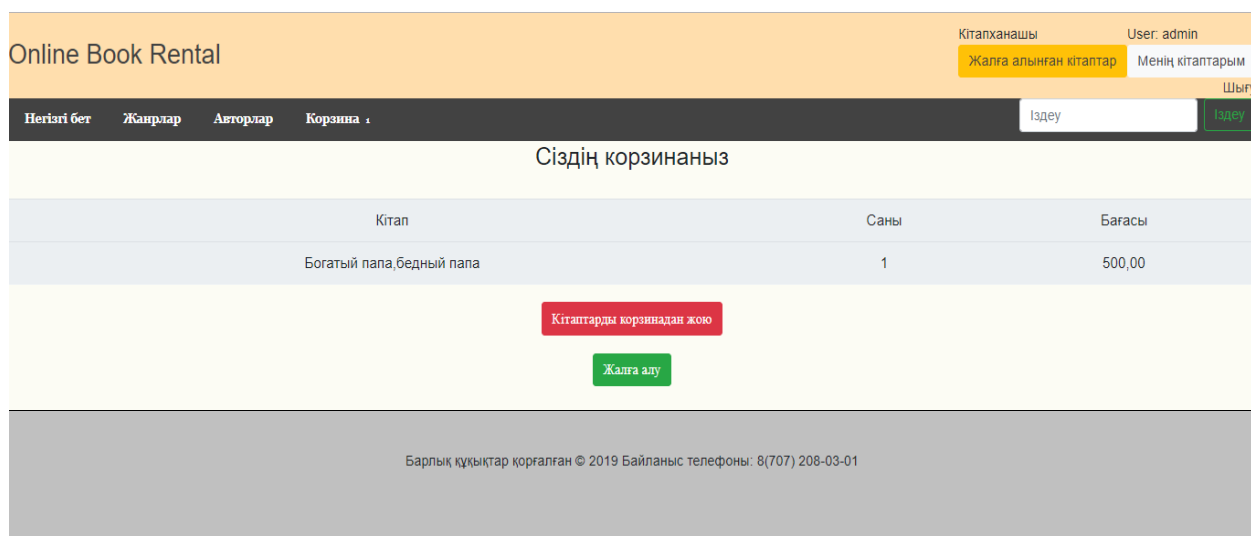 Online Book Rental
Кітапханашы User: admin
Жалға алынған кітаптар Менің кітаптарым
Шығу
Негізгі бет Жанрлар Авторлар Корзина 1
Іздеу Іздеу
Сіздің корзинаныз
Кітап Саны Бағасы
Богатый папа,бедный папа 1 500,00
Кітаптарды корзинадан жою
Жалға алу
Барлық құқықтар қорғалған © 2019 Байланыс телефоны: 8(707) 208-03-01